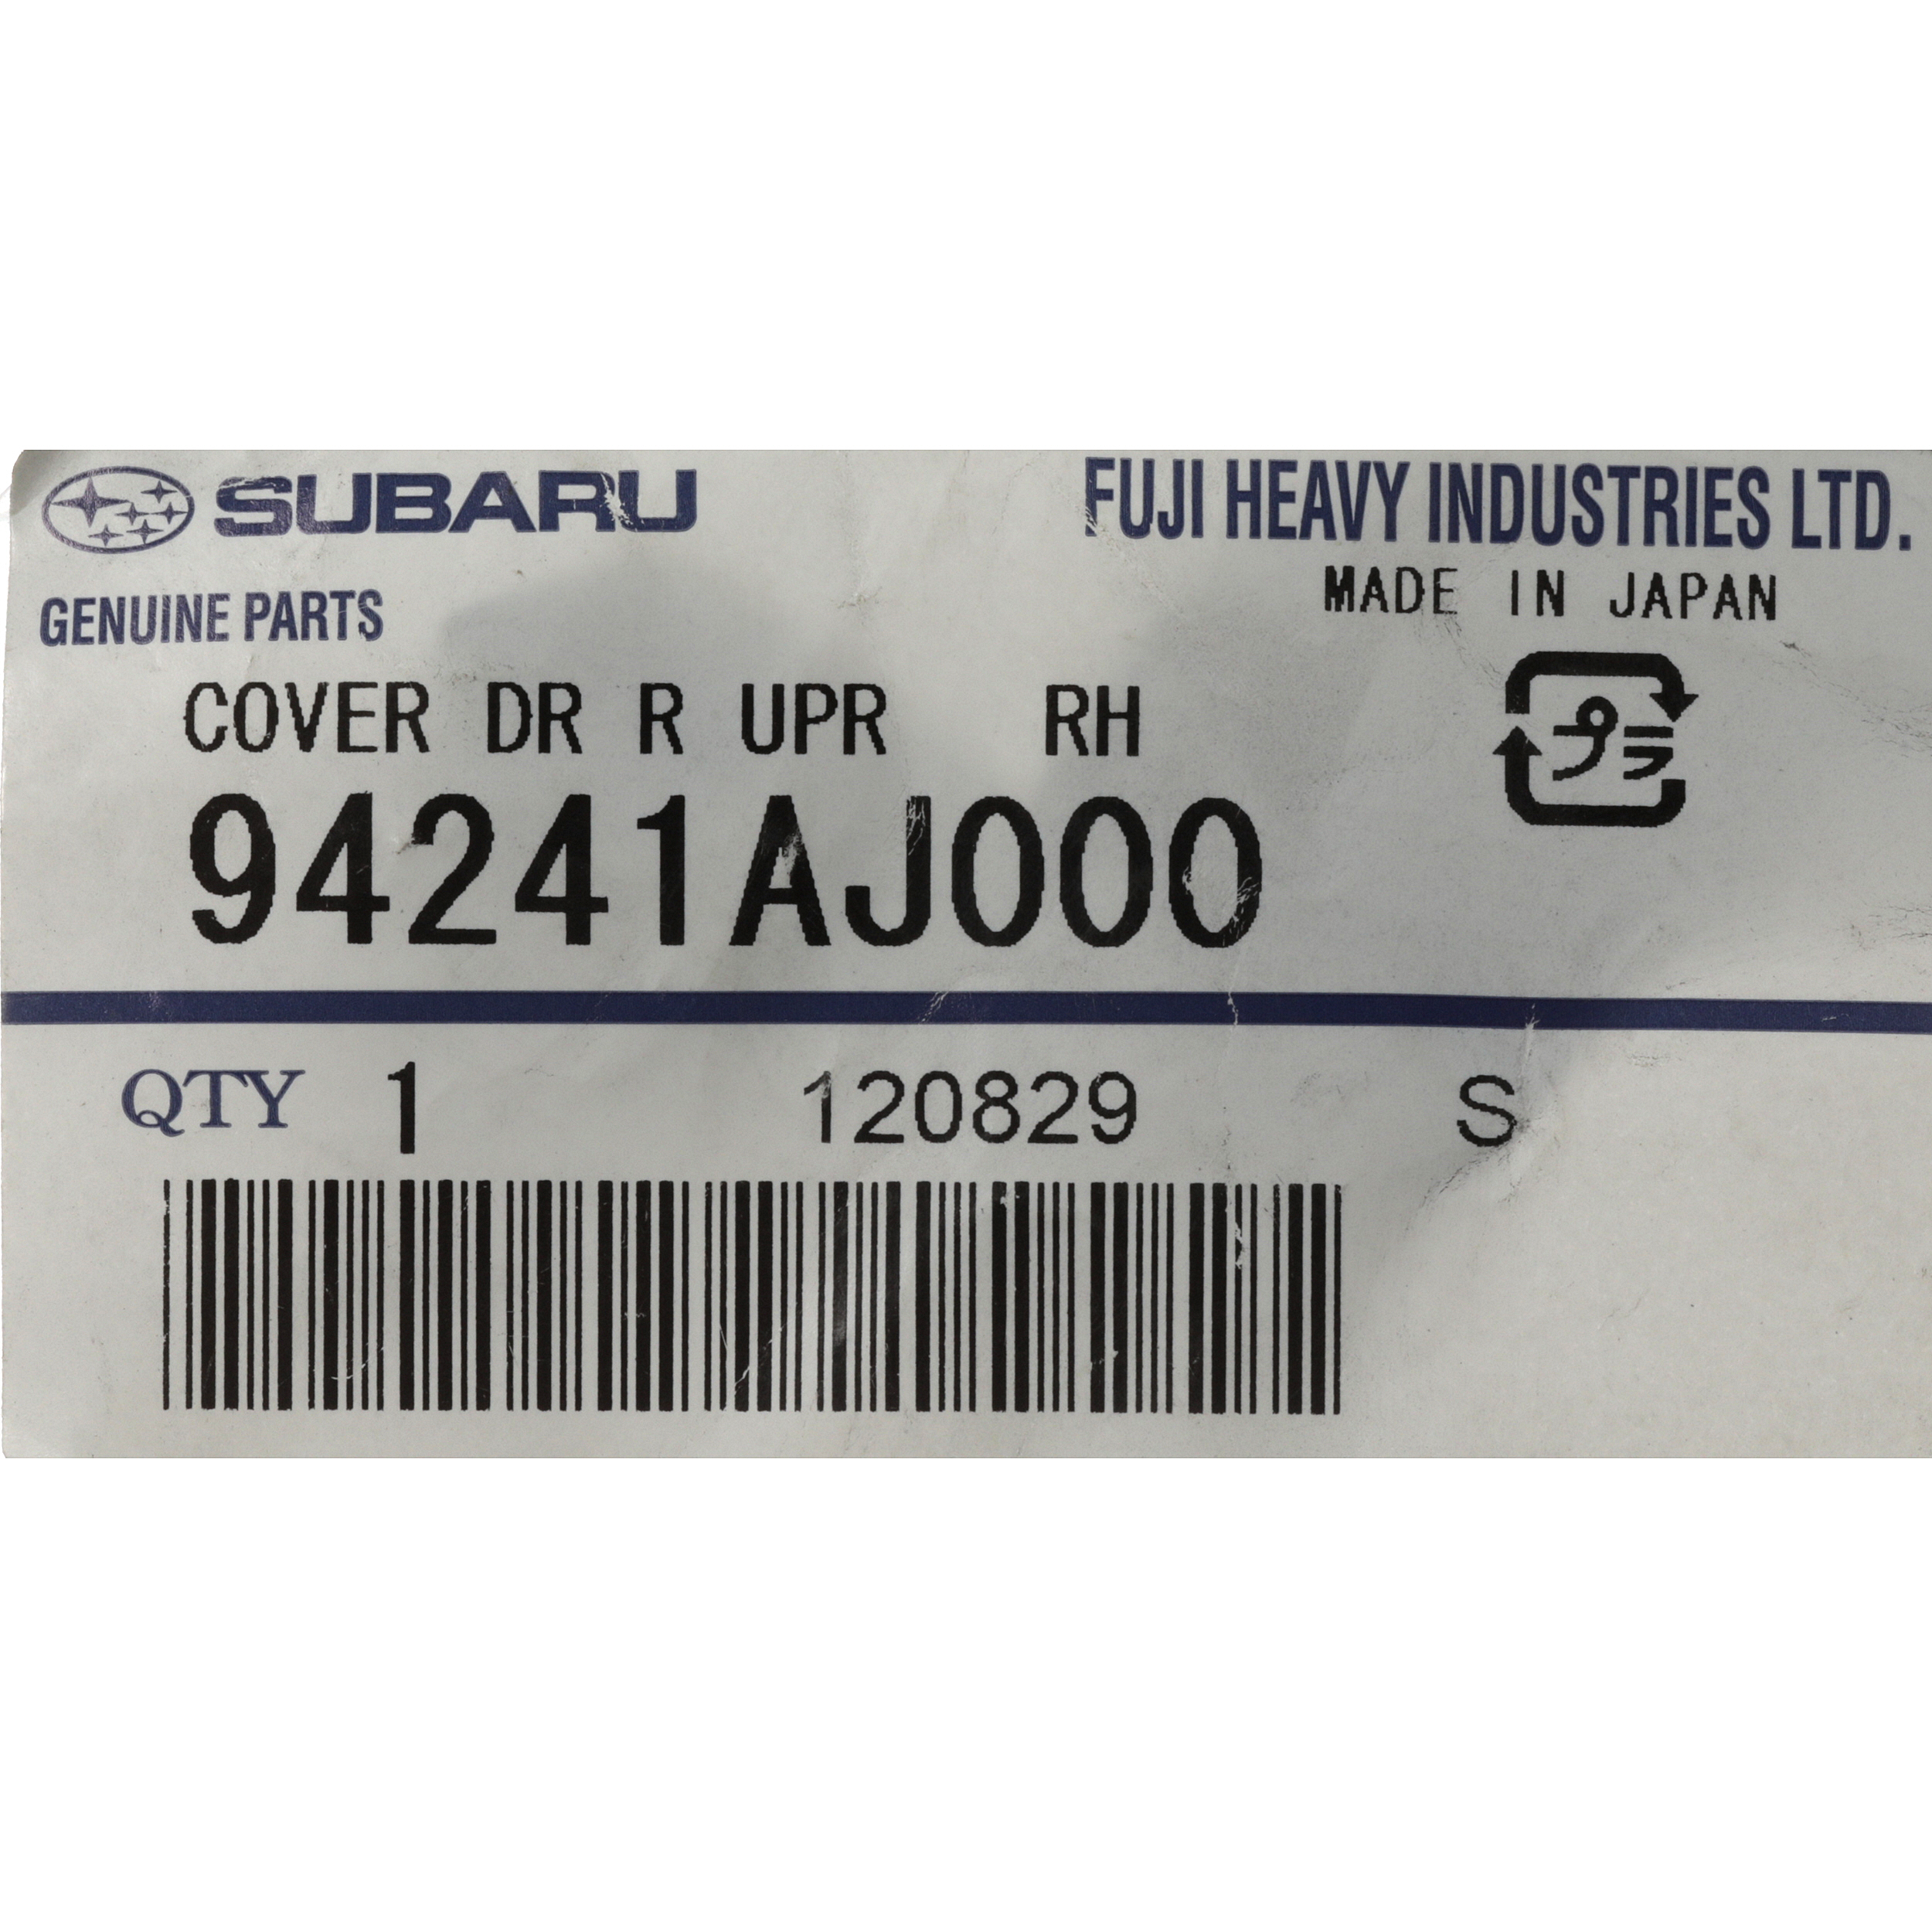 SUBARU
FUJI HEAVY INDUSTRIES LTD.
GENUINE PARTS
MADE IN JAPAN
COVER DR R UPR RH
プラ
94241AJ000
QTY 1 120829 S